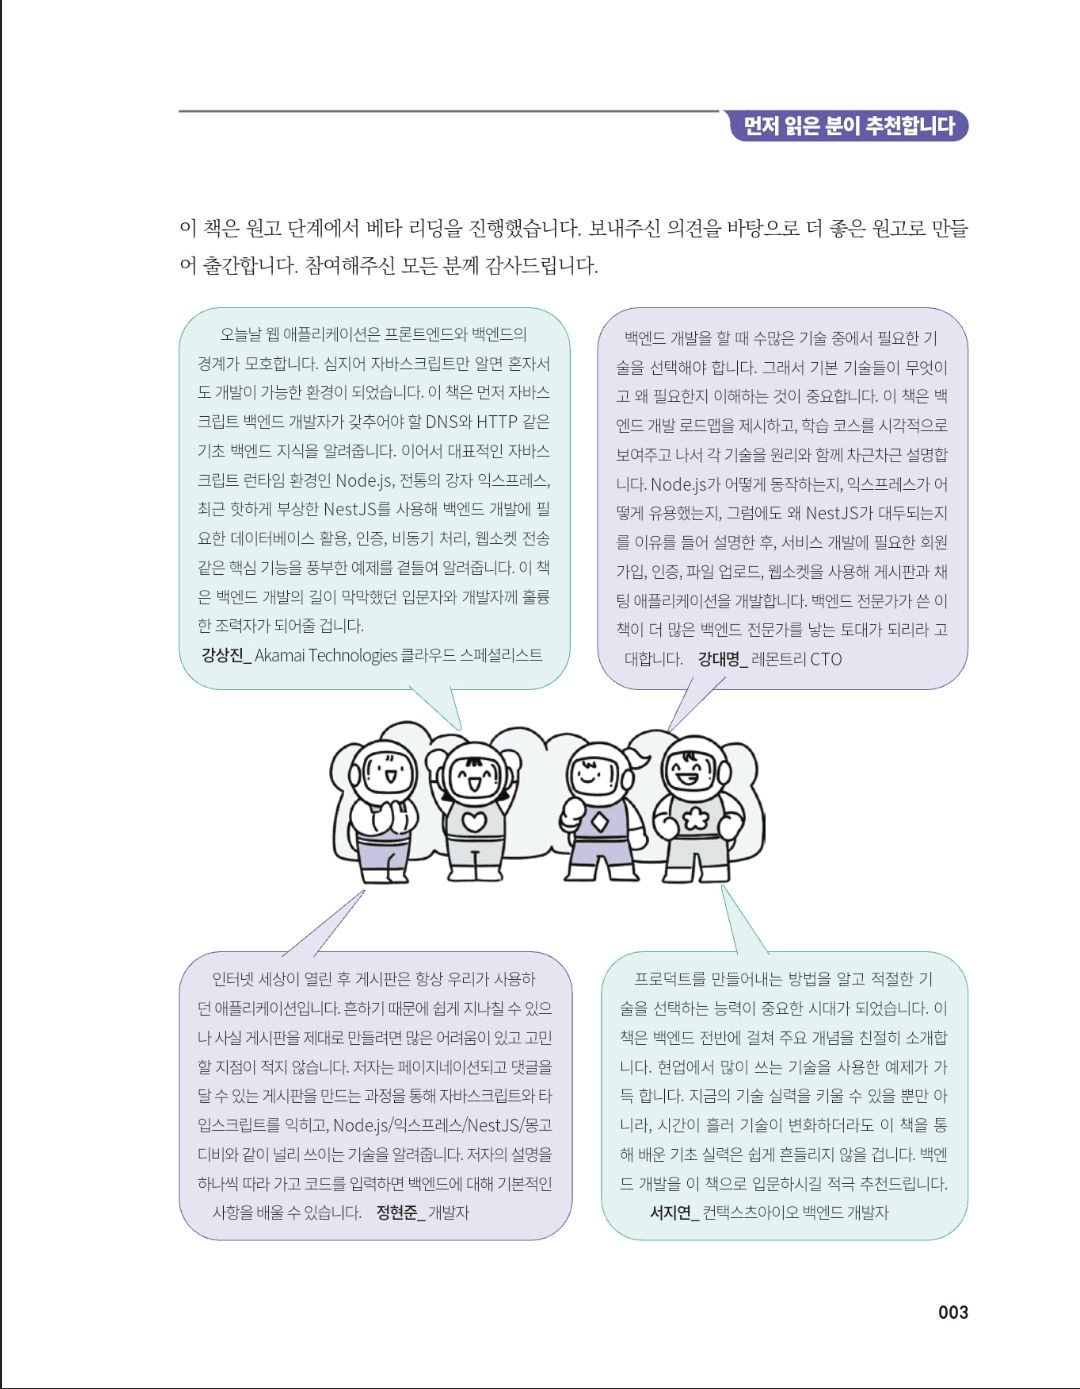 먼저 읽은 분이 추천합니다
이 책은 원고 단계에서 베타 리딩을 진행했습니다. 보내주신 의견을 바탕으로 더 좋은 원고로 만들
어 출간합니다. 참여해주신 모든 분께 감사드립니다.
오늘날 웹 애플리케이션은 프론트엔드와 백엔드의
경계가 모호합니다. 심지어 자바스크립트만 알면 혼자서
도 개발이 가능한 환경이 되었습니다. 이 책은 먼저 자바스
크립트 백엔드 개발자가 갖추어야 할 DNS와 HTTP 같은
기초 백엔드 지식을 알려줍니다. 이어서 대표적인 자바스
크립트 런타임 환경인 Node.js, 전통의 강자 익스프레스,
최근 핫하게 부상한 NestJS를 사용해 백엔드 개발에 필
요한 데이터베이스 활용, 인증, 비동기 처리, 웹소켓 전송
같은 핵심 기능을 풍부한 예제를 곁들여 알려줍니다. 이 책
은 백엔드 개발의 길이 막막했던 입문자와 개발자께 훌륭
한 조력자가 되어줄 겁니다.
강상진_ Akamai Technologies 클라우드 스페셜리스트
백엔드 개발을 할 때 수많은 기술 중에서 필요한 기
술을 선택해야 합니다. 그래서 기본 기술들이 무엇이
고 왜 필요한지 이해하는 것이 중요합니다. 이 책은 백
엔드 개발 로드맵을 제시하고, 학습 코스를 시각적으로
보여주고 나서 각 기술을 원리와 함께 차근차근 설명합
니다. Node.js가 어떻게 동작하는지, 익스프레스가 어
떻게 유용했는지, 그럼에도 왜 NestJS가 대두되는지
를 이유를 들어 설명한 후, 서비스 개발에 필요한 회원
가입, 인증, 파일 업로드, 웹소켓을 사용해 게시판과 채
팅 애플리케이션을 개발합니다. 백엔드 전문가가 쓴 이
책이 더 많은 백엔드 전문가를 낳는 토대가 되리라 고
대합니다. 강대명_ 레몬트리 CTO
인터넷 세상이 열린 후 게시판은 항상 우리가 사용하
던 애플리케이션입니다. 흔하기 때문에 쉽게 지나칠 수 있으
나 사실 게시판을 제대로 만들려면 많은 어려움이 있고 고민
할 지점이 적지 않습니다. 저자는 페이지네이션되고 댓글을
달 수 있는 게시판을 만드는 과정을 통해 자바스크립트와 타
입스크립트를 익히고, Node.js/익스프레스/NestJS/몽고
디비와 같이 널리 쓰이는 기술을 알려줍니다. 저자의 설명을
하나씩 따라 가고 코드를 입력하면 백엔드에 대해 기본적인
사항을 배울 수 있습니다. 정현준_ 개발자
프로덕트를 만들어내는 방법을 알고 적절한 기
술을 선택하는 능력이 중요한 시대가 되었습니다. 이
책은 백엔드 전반에 걸쳐 주요 개념을 친절히 소개합
니다. 현업에서 많이 쓰는 기술을 사용한 예제가 가
득 합니다. 지금의 기술 실력을 키울 수 있을 뿐만 아
니라, 시간이 흘러 기술이 변화하더라도 이 책을 통
해 배운 기초 실력은 쉽게 흔들리지 않을 겁니다. 백엔
드 개발을 이 책으로 입문하시길 적극 추천드립니다.
서지연_ 컨택스츠아이오 백엔드 개발자
003